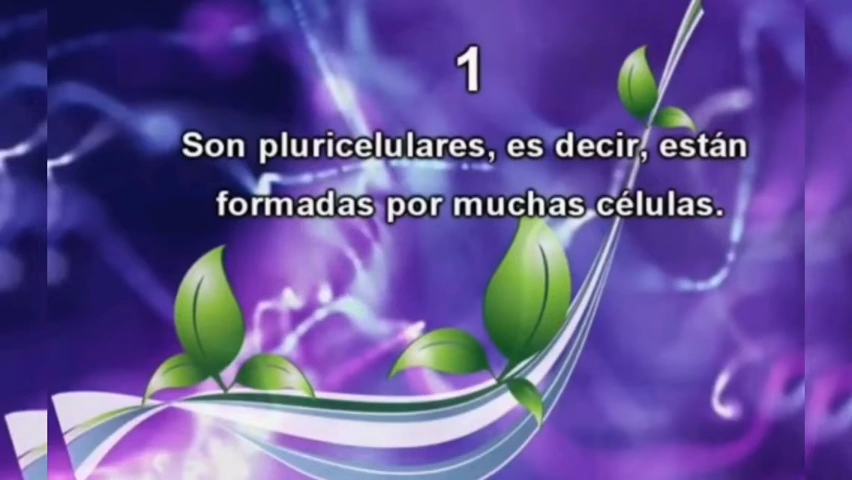 1
Son pluricelulares, es decir, están
formadas por muchas células.